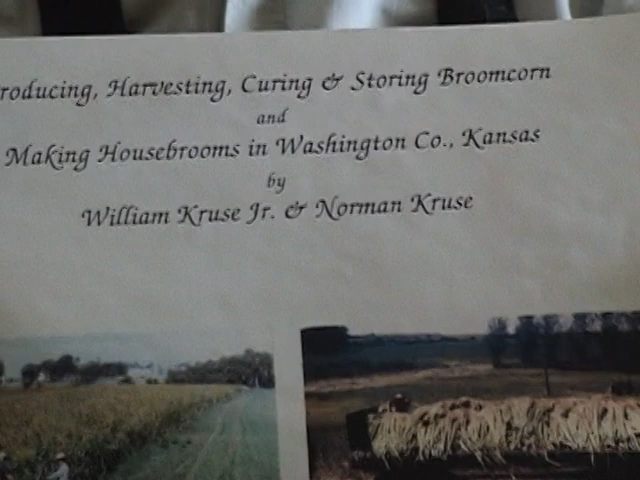 roducing, Harvesting, Curing & Storing Broomcorn
and
Making Housebrooms in Washington Co., Kansas
by
William Kruse Jr. & Norman Kruse